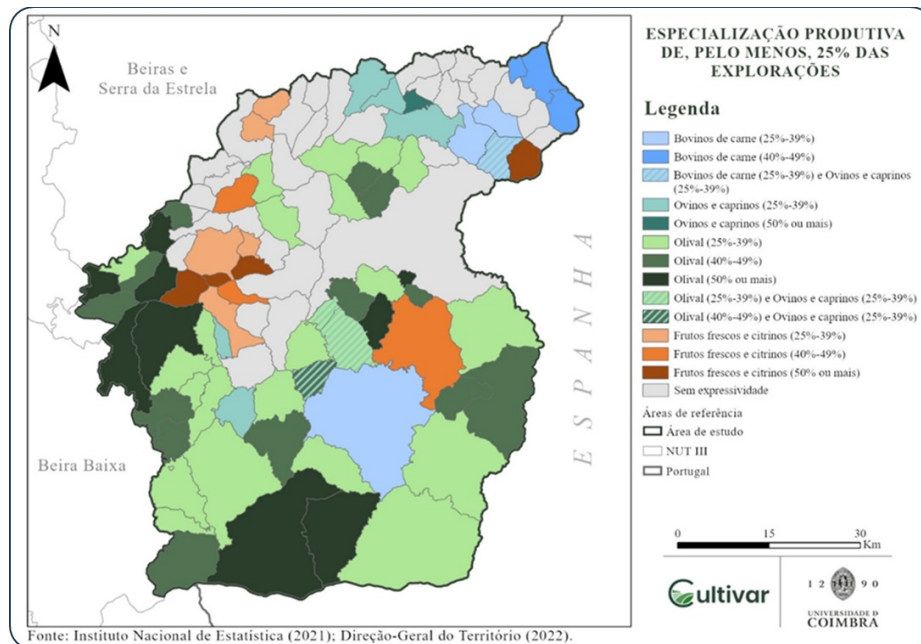 N
Beiras e
Serra da Estrela
ESPANHA
Beira Baixa
ESPECIALIZAÇÃO PRODUTIVA
DE, PELO MENOS, 25% DAS
EXPLORAÇÕES
Legenda
Bovinos de carne (25%-39%)
Bovinos de carne (40%-49%)
Bovinos de carne (25%-39%) e Ovinos e caprinos
(25%-39%)
Ovinos e caprinos (25%-39%)
Ovinos e caprinos (50% ou mais)
Olival (25%-39%)
Olival (40%-49%)
Olival (50% ou mais)
Olival (25%-39%) e Ovinos e caprinos (25%-39%)
Olival (40%-49%) e Ovinos e caprinos (25%-39%)
Frutos frescos e citrinos (25%-39%)
Frutos frescos e citrinos (40%-49%)
Frutos frescos e citrinos (50% ou mais)
Sem expressividade
Áreas de referência
Área de estudo
NUT III
Portugal
0 15 30
Km
Cultivar
12 90
UNIVERSIDADE D
COIMBRA
Fonte: Instituto Nacional de Estatística (2021); Direção-Geral do Território (2022).